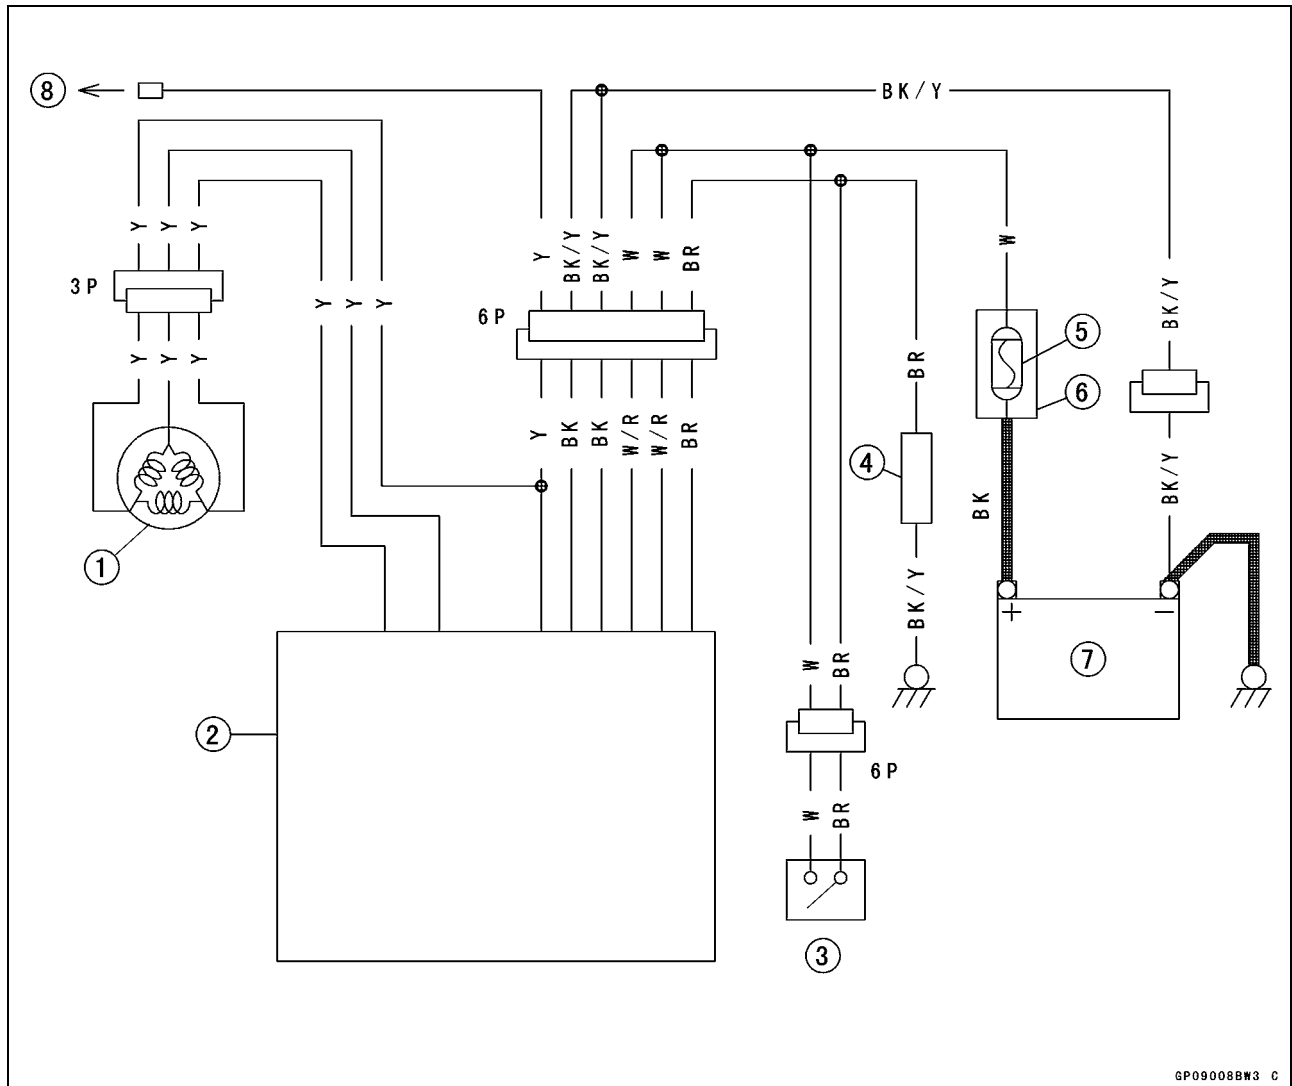 8
BK/Y
Y Y Y
Y BK/Y BK/Y W W BR
W
BK/Y
3P
Y Y Y
6P
5
BR
6
Y Y Y
Y BK BK W/R W/R BR
4
BK
BK/Y
1
BK/Y
+ −
W BR
7
2
6P
W BR
3
GP09008BW3 C